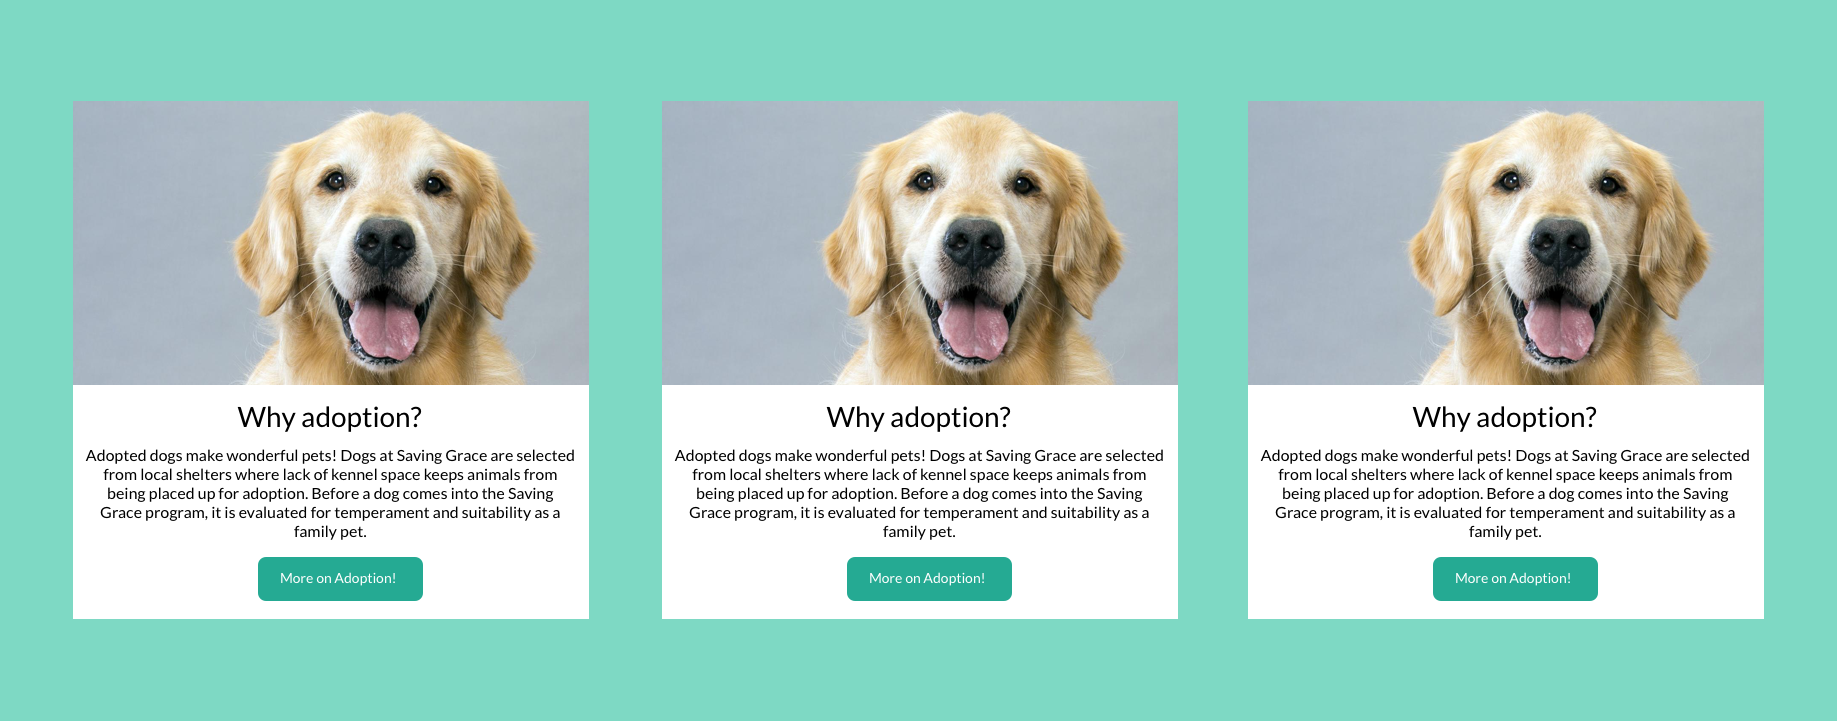 Why adoption?
Adopted dogs make wonderful pets! Dogs at Saving Grace are selected
from local shelters where lack of kennel space keeps animals from
being placed up for adoption. Before a dog comes into the Saving
Grace program, it is evaluated for temperament and suitability as a
family pet.
More on Adoption!
Why adoption?
Adopted dogs make wonderful pets! Dogs at Saving Grace are selected
from local shelters where lack of kennel space keeps animals from
being placed up for adoption. Before a dog comes into the Saving
Grace program, it is evaluated for temperament and suitability as a
family pet.
More on Adoption!
Why adoption?
Adopted dogs make wonderful pets! Dogs at Saving Grace are selected
from local shelters where lack of kennel space keeps animals from
being placed up for adoption. Before a dog comes into the Saving
Grace program, it is evaluated for temperament and suitability as a
family pet.
More on Adoption!